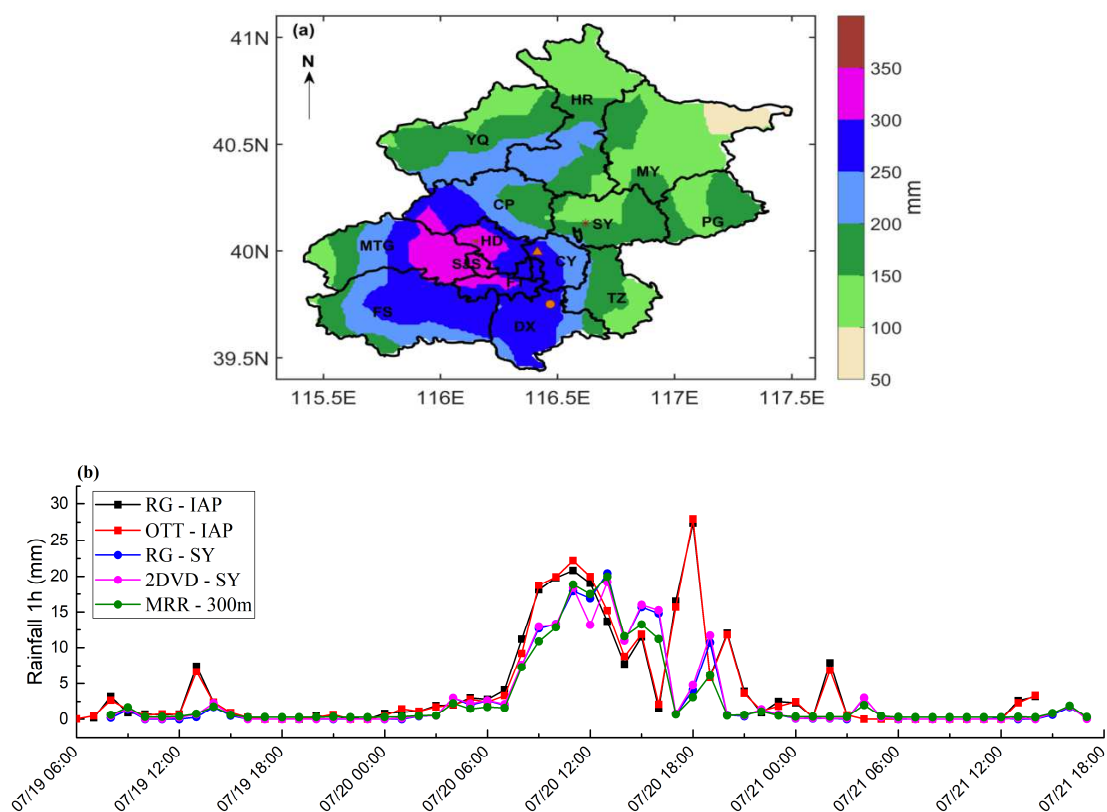 (a)
41N
N
HR
350
YQ
300
40.5N
MY
250
mm
CP
PG
SY
200
HD
MTG
40N
CY
150
TZ
FS
DX
100
39.5N
50
115.5E 116E 116.5E 117E 117.5E
(b)
Rainfall 1h (mm)
30
25
20
15
10
5
0
RG - IAP
OTT - IAP
RG - SY
2DVD - SY
MRR - 300m
07/19 06:00
07/19 12:00
07/19 18:00
07/20 00:00
07/20 06:00
07/20 12:00
07/20 18:00
07/21 00:00
07/21 06:00
07/21 12:00
07/21 18:00